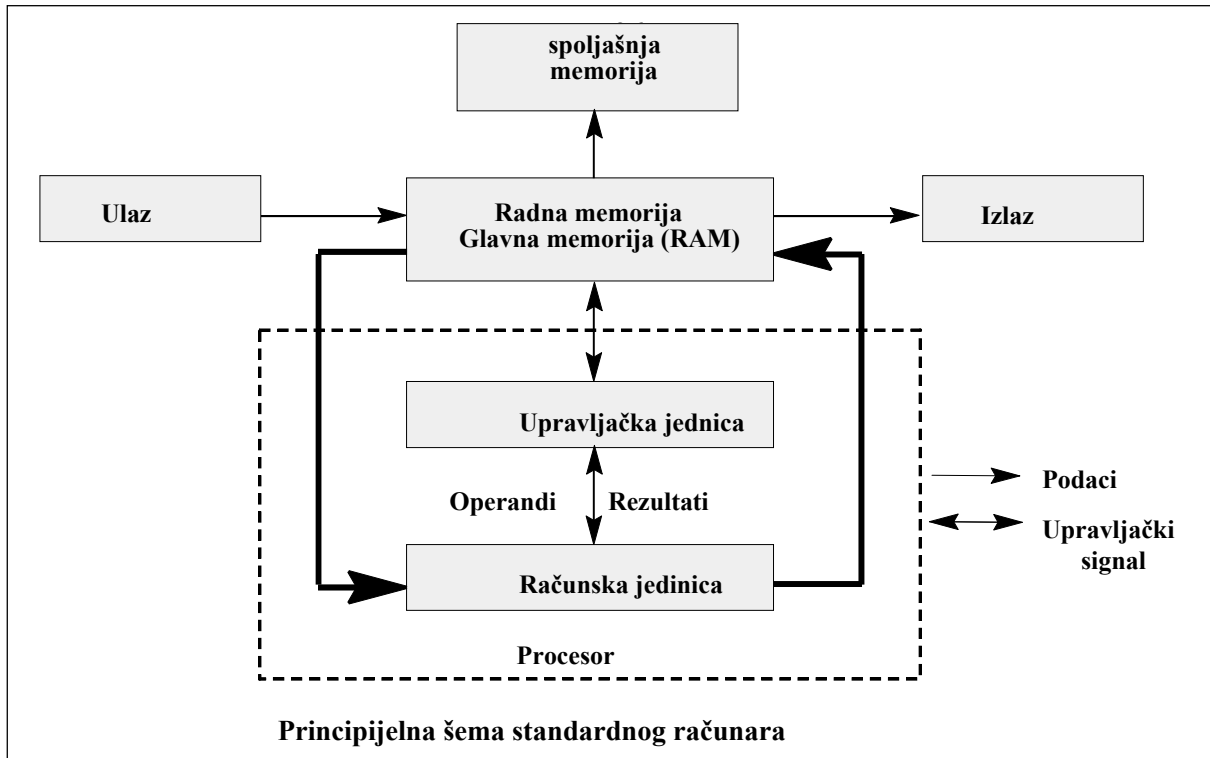 spoljašnja
memorija
Ulaz
Radna memorija
Glavna memorija (RAM)
Izlaz
Upravljačka jednica
Operandi
Rezultati
Računska jedinica
Procesor
Podaci
Upravljački
signal
Principijelna šema standardnog računara